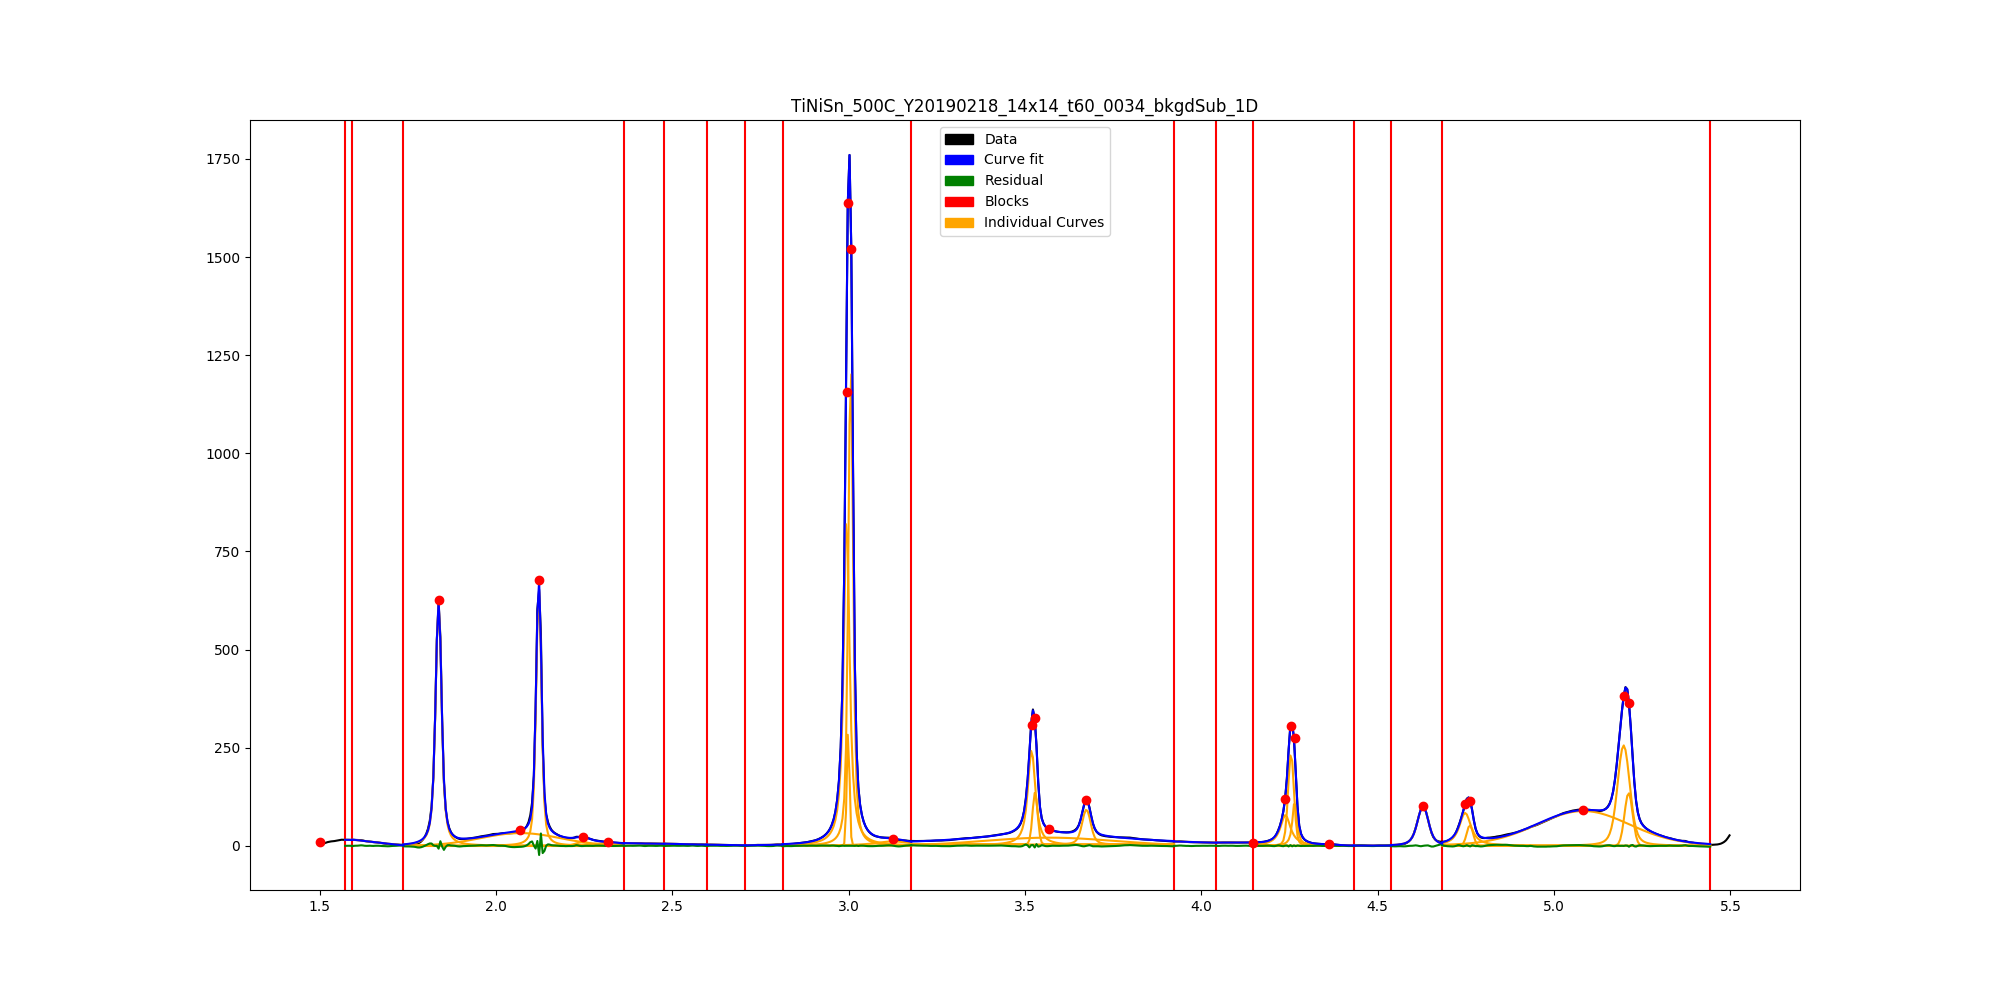 TiNiSn_500C_Y20190218_14x14_t60_0034_bkgdSub_1D
Data
Curve fit
Residual
Blocks
Individual Curves
1750
1500
1250
1000
750
500
250
0
1.5 2.0 2.5 3.0 3.5 4.0 4.5 5.0 5.5